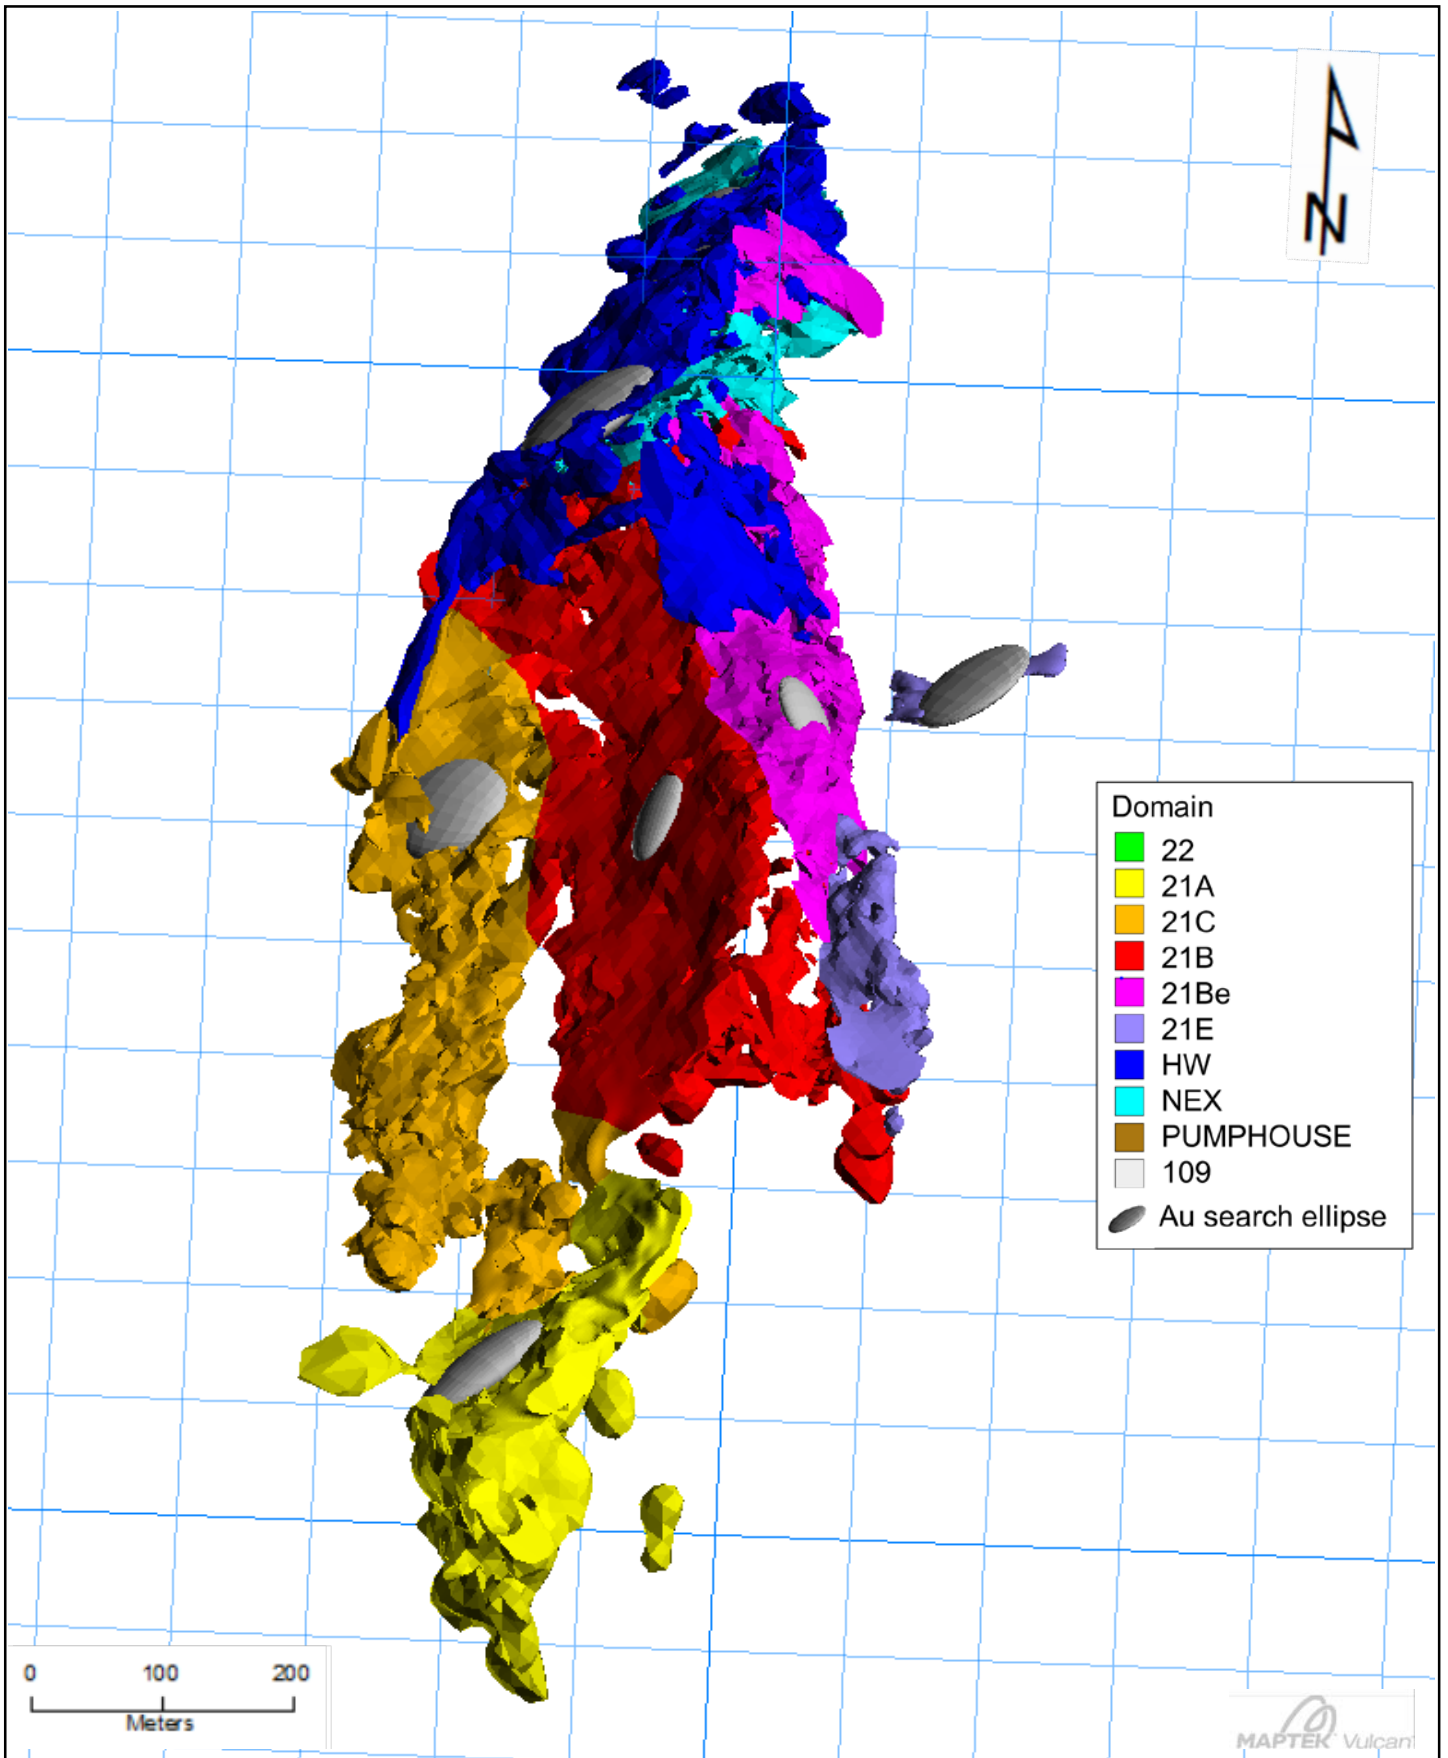 N
Domain
22
21A
21C
21B
21Be
21E
HW
NEX
PUMPHOUSE
109
Au search ellipse
0 100 200
Meters
MAPTEK Vulcan